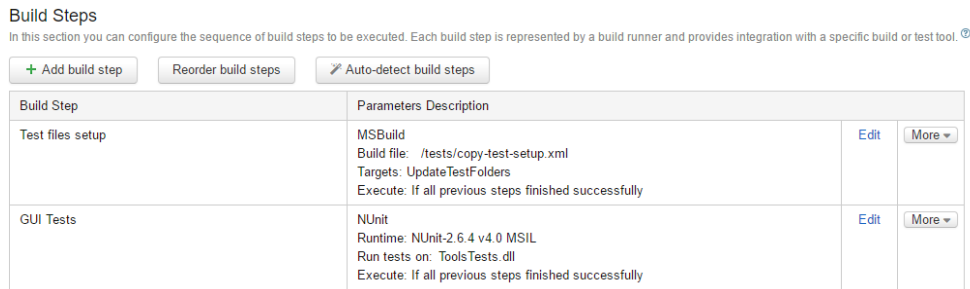 Build Steps
In this section you can configure the sequence of build steps to be executed. Each build step is represented by a build runner and provides integration with a specific build or test tool. ?
+ Add build step
Reorder build steps
Auto-detect build steps
Build Step
Parameters Description
Test files setup
MSBuild
Edit
More
Build file: /tests/copy-test-setup.xml
Targets: UpdateTestFolders
Execute: If all previous steps finished successfully
GUI Tests
NUnit
Edit
More
Runtime: NUnit-2.6.4 v4.0 MSIL
Run tests on: ToolsTests.dll
Execute: If all previous steps finished successfully